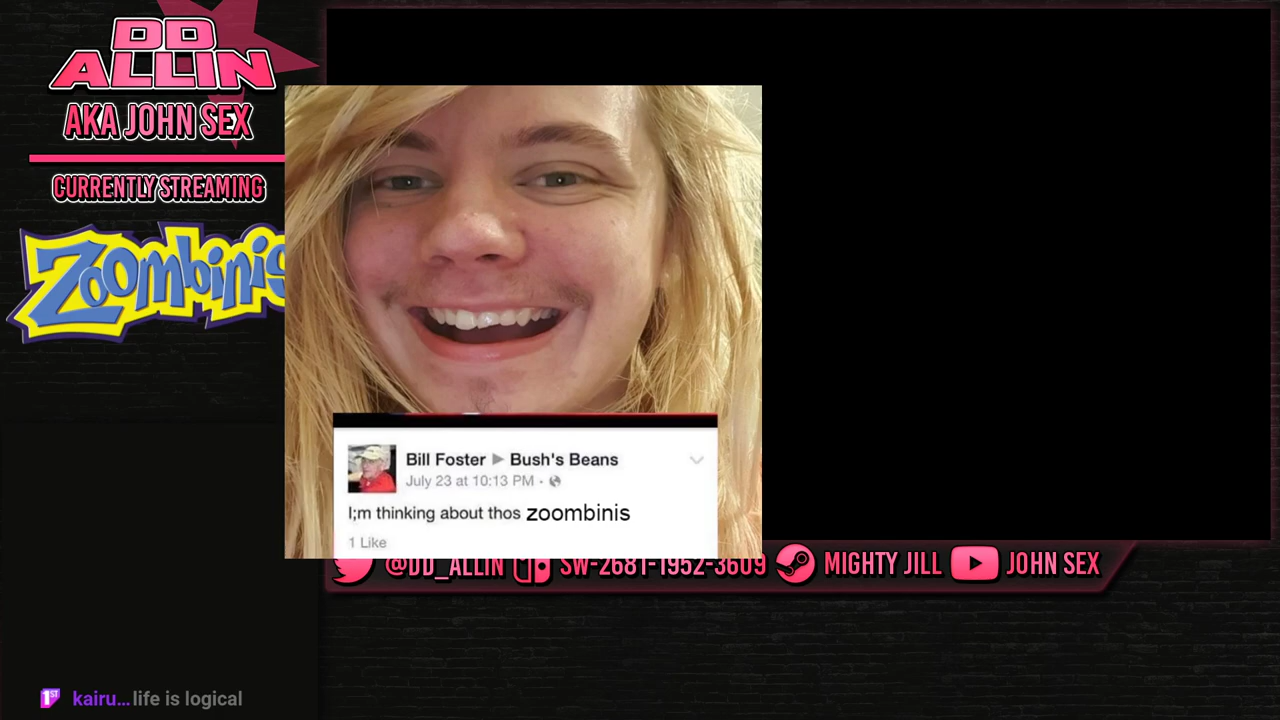 DD
ALLIN
AKA JOHN SEX
CURRENTLY STREAMING
Zoombinis
Bill Foster ▶ Bush's Beans
July 23 at 10:13 PM ·
I;m thinking about thos zoombinis
1 Like
@DD_ALLIN SW-2681-1952-3609 MIGHTY JILL JOHN SEX
1ST kairu... life is logical